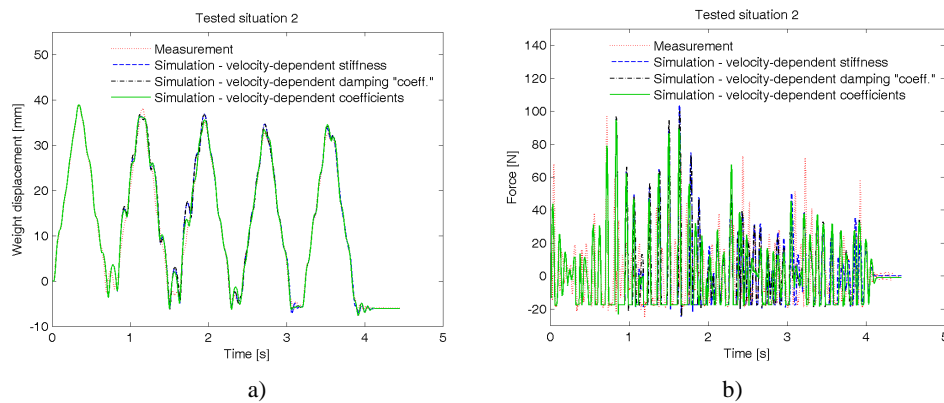 Tested situation 2
Measurement
Simulation - velocity-dependent stiffness
Simulation - velocity-dependent damping "coeff."
Simulation - velocity-dependent coefficients
50
40
30
20
10
0
-10
Weight displacement [mm]
0 1 2 3 4 5
Time [s]
a)
Tested situation 2
Measurement
Simulation - velocity-dependent stiffness
Simulation - velocity-dependent damping "coeff."
Simulation - velocity-dependent coefficients
140
120
100
80
60
40
20
0
-20
Force [N]
0 1 2 3 4 5
Time [s]
b)